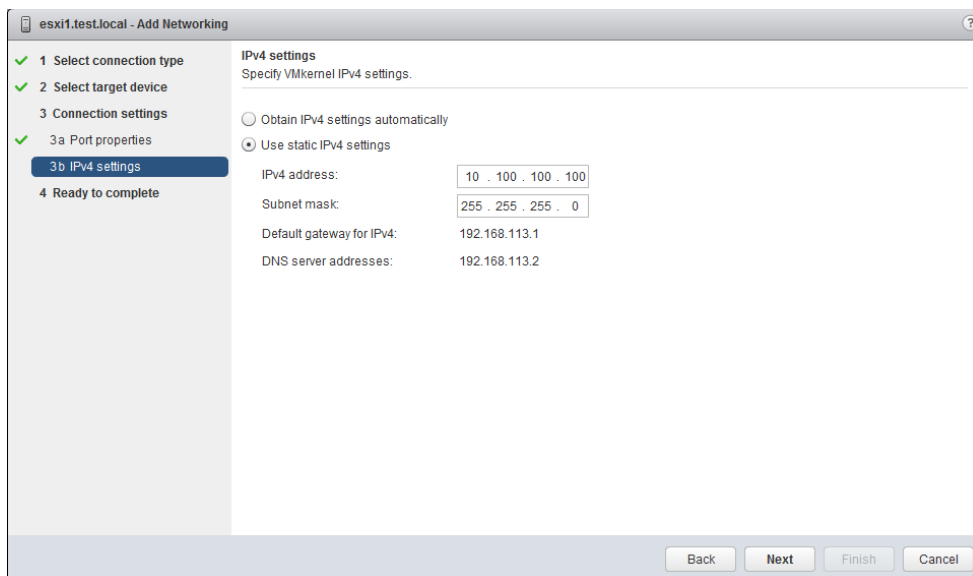 esxi1.test.local - Add Networking
?
1 Select connection type
2 Select target device
3 Connection settings
3a Port properties
3b IPv4 settings
4 Ready to complete
IPv4 settings
Specify VMkernel IPv4 settings.
Obtain IPv4 settings automatically
Use static IPv4 settings
IPv4 address: 10 . 100 . 100 . 100
Subnet mask: 255 . 255 . 255 . 0
Default gateway for IPv4: 192.168.113.1
DNS server addresses: 192.168.113.2
Back Next Finish Cancel